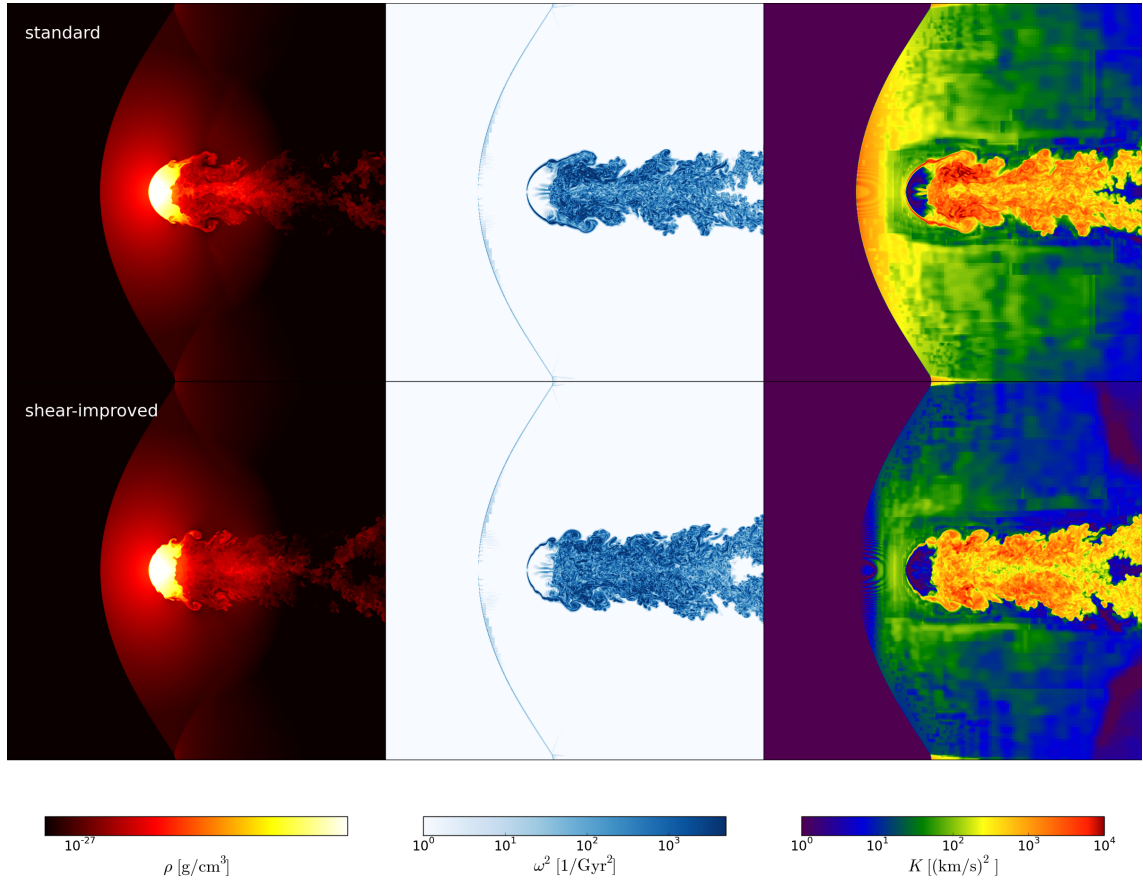 standard
shear-improved
10^-27
ρ [g/cm^3]
10^0 10^1 10^2 10^3
ω^2 [1/Gyr^2]
10^0 10^1 10^2 10^3 10^4
K [(km/s)^2 ]